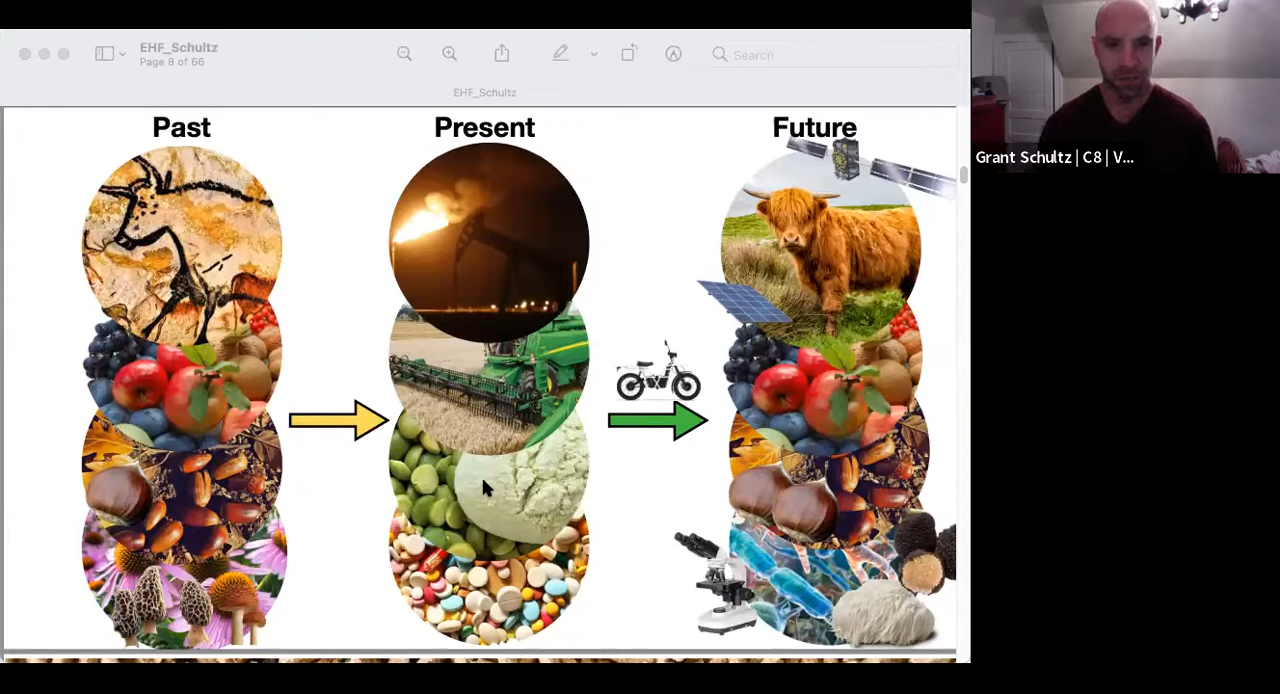 EHF_Schultz
Page 8 of 66
Search
EHF_Schultz
Past
Present
Future
Grant Schultz | C8 | V...